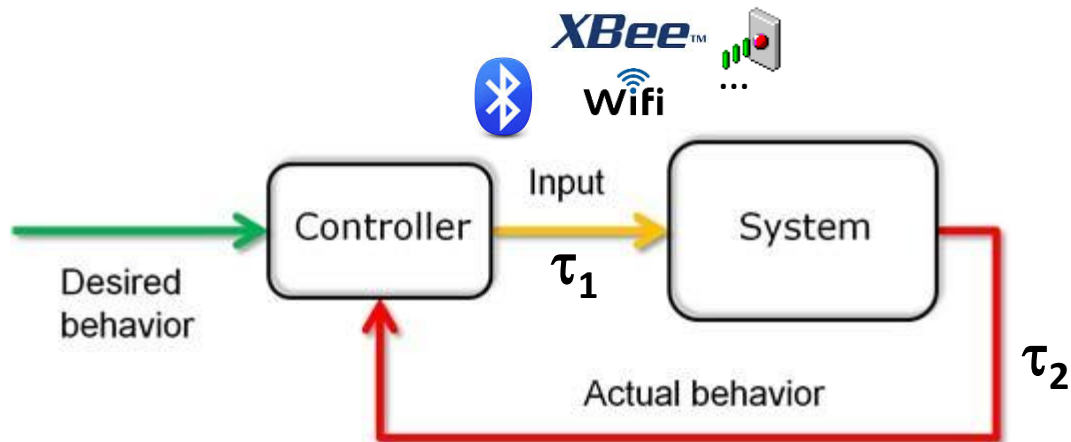 XBee™
Wifi
...
Input
Controller
System
τ1
Desired
behavior
τ2
Actual behavior